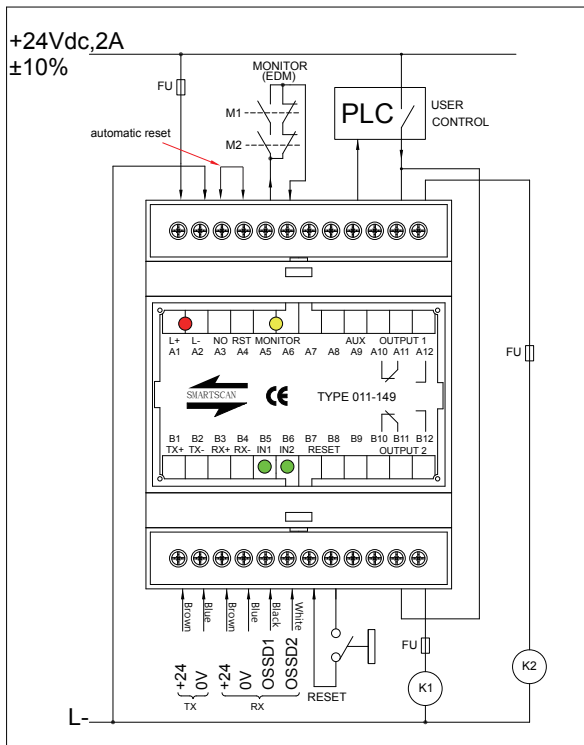 +24Vdc,2A
±10%
MONITOR
(EDM)
FU
M1
M2
automatic reset
PLC
USER
CONTROL
L+ L- NO RST MONITOR AUX OUTPUT 1
A1 A2 A3 A4 A5 A6 A7 A8 A9 A10 A11 A12
FU
SMARTSCAN
CE
TYPE 011-149
B1 B2 B3 B4 B5 B6 B7 B8 B9 B10 B11 B12
TX+ TX- RX+ RX- IN1 IN2 RESET OUTPUT 2
Brown
Blue
Brown
Blue
Black
White
+24
0V
+24
0V
OSSD1
OSSD2
TX
RX
RESET
FU
K1
K2
L-